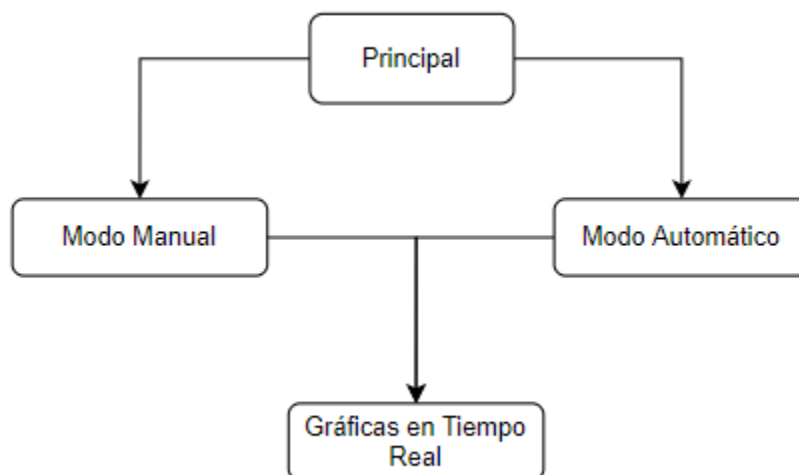 Principal
Modo Manual
Modo Automático
Gráficas en Tiempo
Real